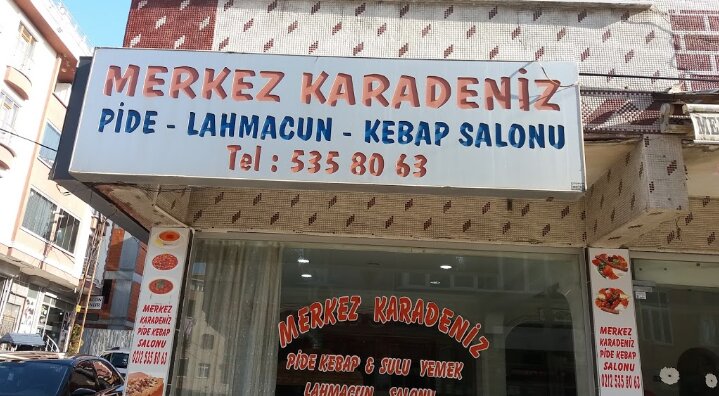 MERKEZ KARADENİZ
PİDE - LAHMACUN - KEBAP SALONU
Tel : 535 80 63
MERKEZ
KARADENİZ
PİDE KEBAP
SALONU
0212 535 80 63
MERKEZ KARADENİZ
PİDE KEBAP & SULU YEMEK
LAHMACUN SALONU
MERKEZ
KARADENİZ
PİDE KEBAP
SALONU
0212 535 80 63